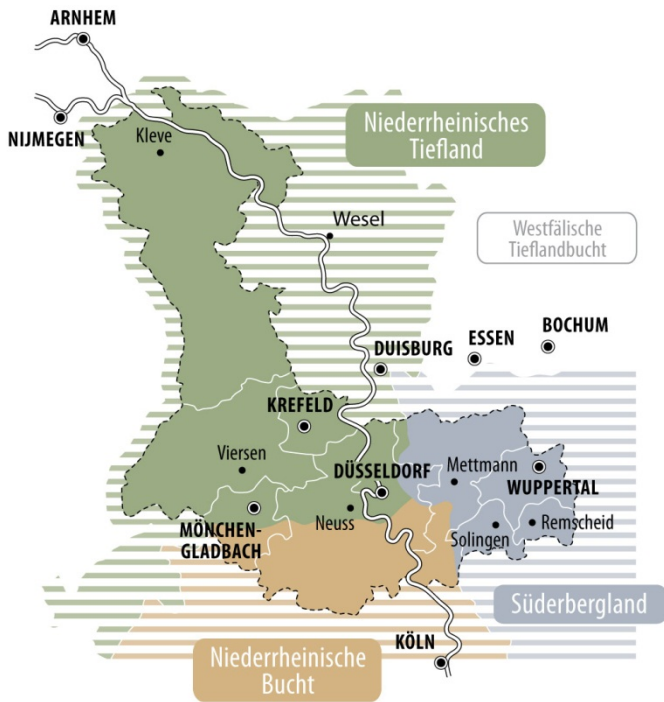 ARNHEM
NIJMEGEN
Kleve
Niederrheinisches
Tiefland
Wesel
Westfälische
Tieflandbucht
DUISBURG
ESSEN
BOCHUM
KREFELD
Viersen
DÜSSELDORF
Mettmann
WUPPERTAL
MÖNCHEN-
GLADBACH
Neuss
Solingen
Remscheid
Süderbergland
Niederrheinische
Bucht
KÖLN